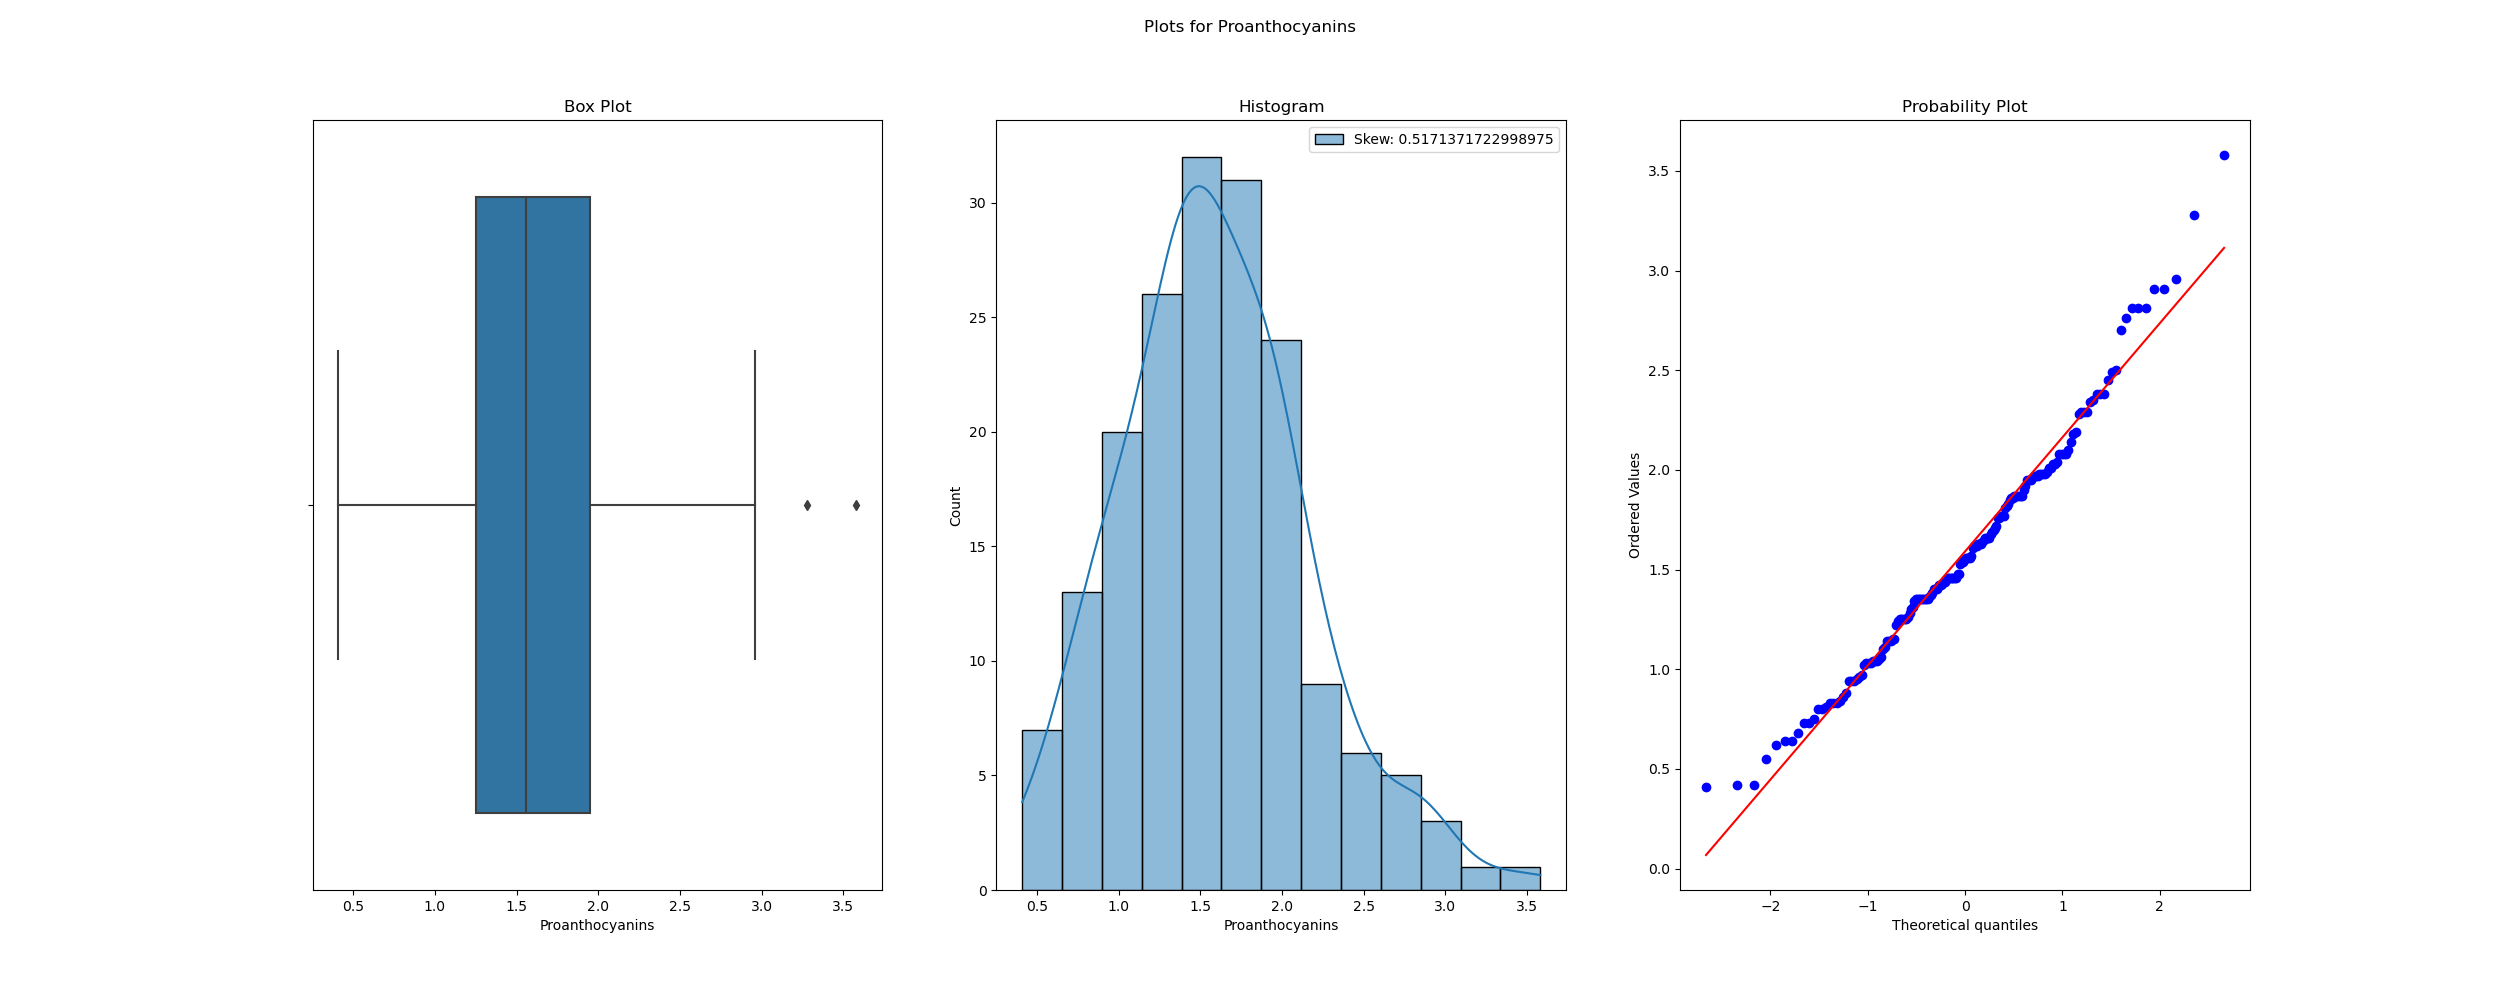 Plots for Proanthocyanins
Box Plot
0.5 1.0 1.5 2.0 2.5 3.0 3.5
Proanthocyanins
Histogram
Skew: 0.5171371722998975
30
25
20
15
10
5
0
Count
0.5 1.0 1.5 2.0 2.5 3.0 3.5
Proanthocyanins
Probability Plot
3.5
3.0
2.5
2.0
1.5
1.0
0.5
0.0
Ordered Values
−2 −1 0 1 2
Theoretical quantiles